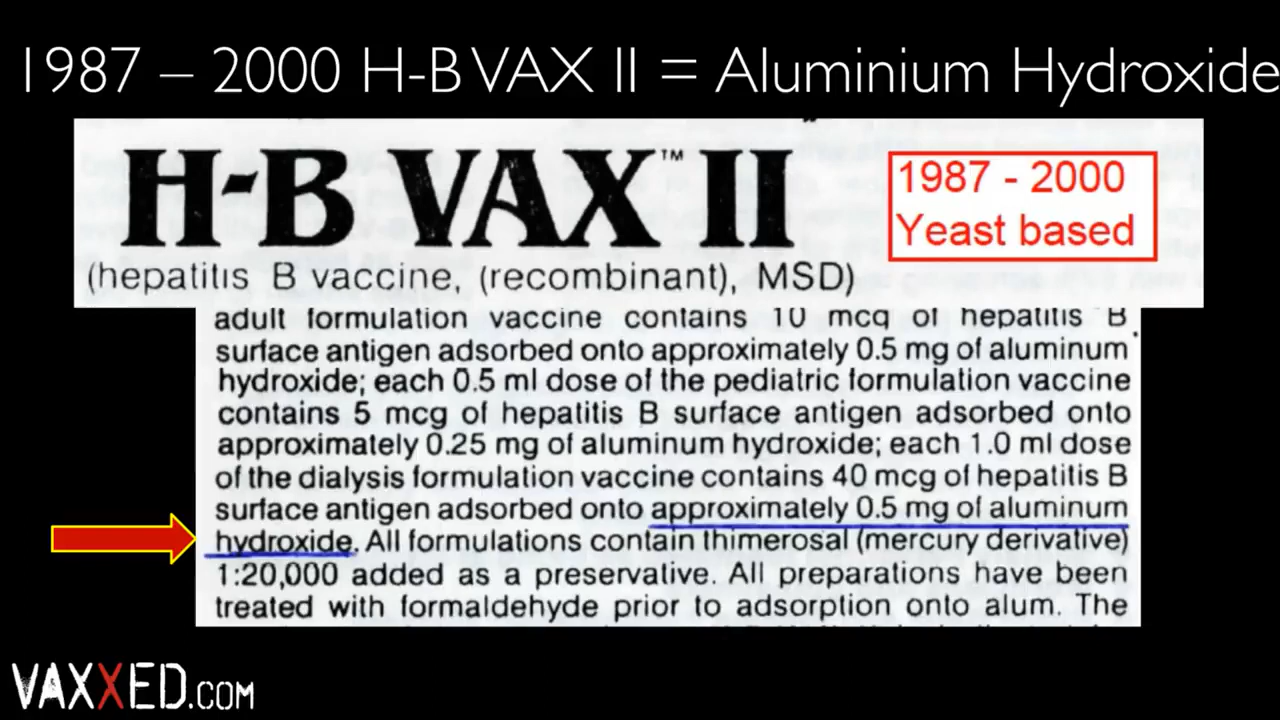 1987 – 2000 H-B VAX II = Aluminium Hydroxide
H-B VAX™ II
1987 - 2000
Yeast based
(hepatitis B vaccine, (recombinant), MSD)
adult formulation vaccine contains 10 mcg of hepatitis B
surface antigen adsorbed onto approximately 0.5 mg of aluminum
hydroxide; each 0.5 ml dose of the pediatric formulation vaccine
contains 5 mcg of hepatitis B surface antigen adsorbed onto
approximately 0.25 mg of aluminum hydroxide; each 1.0 ml dose
of the dialysis formulation vaccine contains 40 mcg of hepatitis B
surface antigen adsorbed onto approximately 0.5 mg of aluminum
hydroxide. All formulations contain thimerosal (mercury derivative)
1:20,000 added as a preservative. All preparations have been
treated with formaldehyde prior to adsorption onto alum. The
VAXXED.COM